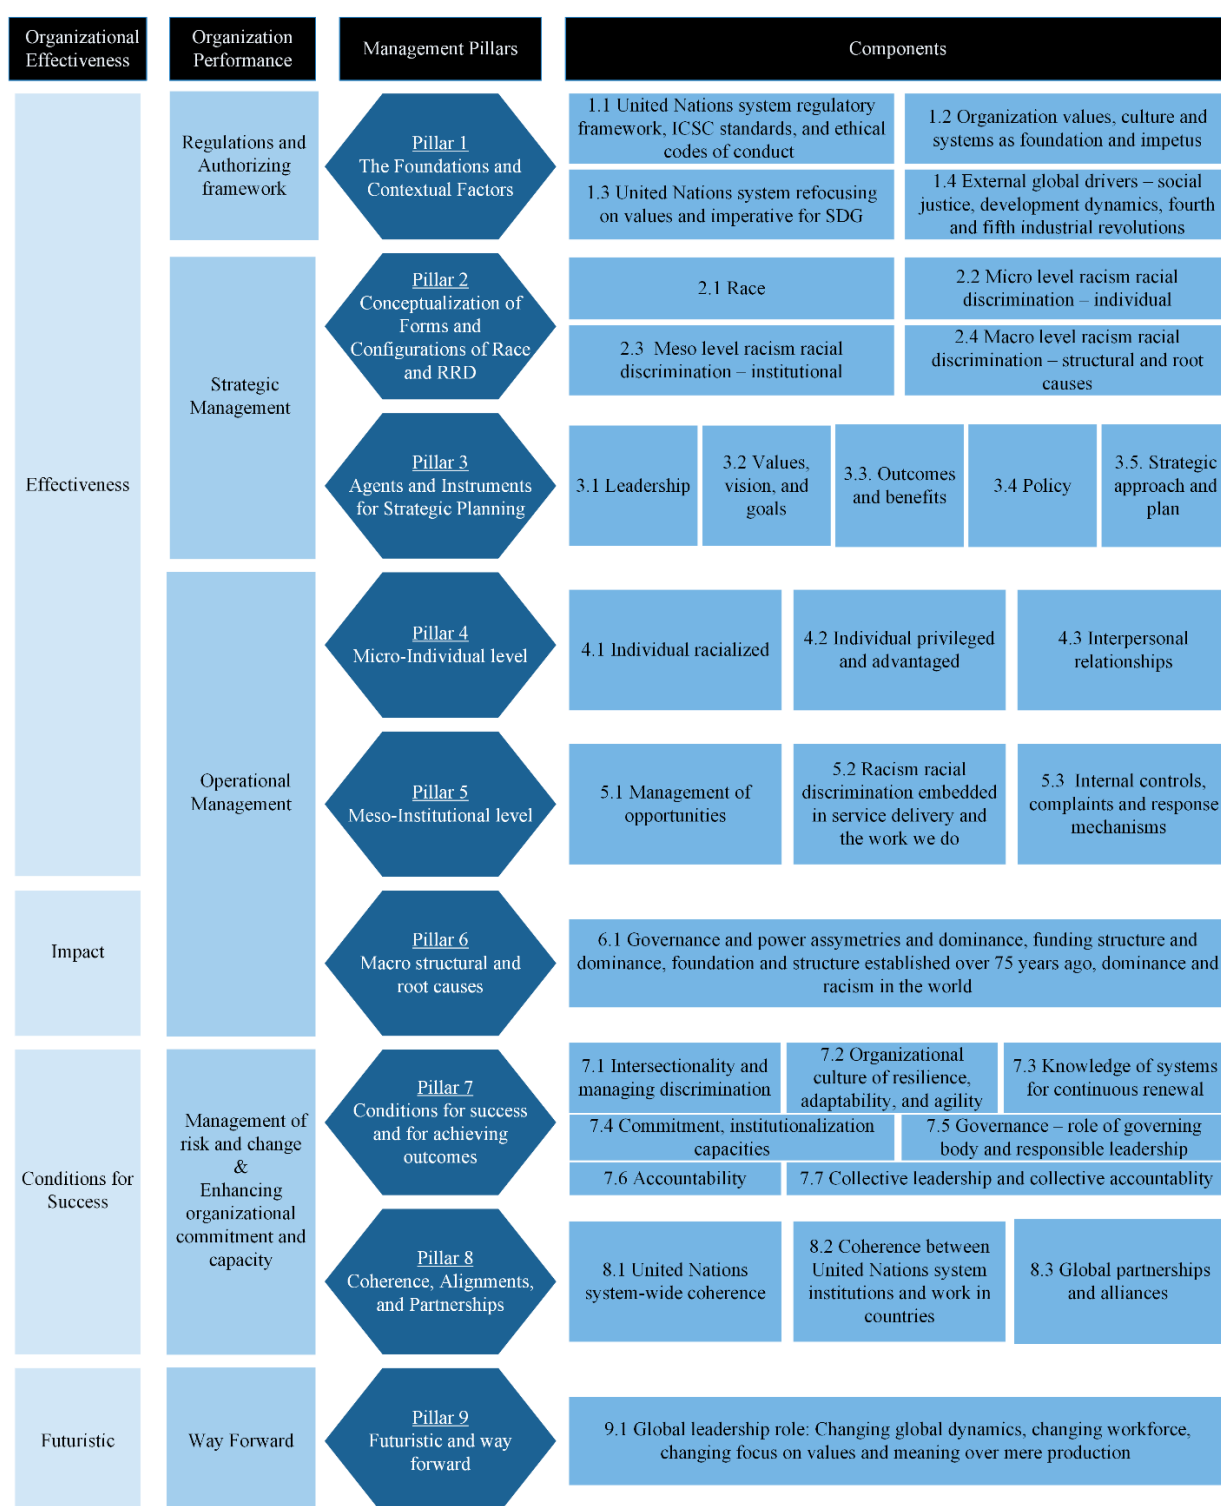 Organizational
Effectiveness
Organization
Performance
Management Pillars
Components
Effectiveness
Regulations and
Authorizing
framework
Pillar 1
The Foundations and
Contextual Factors
1.1 United Nations system regulatory
framework, ICSC standards, and ethical
codes of conduct
1.2 Organization values, culture and
systems as foundation and impetus
1.3 United Nations system refocusing
on values and imperative for SDG
1.4 External global drivers – social
justice, development dynamics, fourth
and fifth industrial revolutions
Strategic
Management
Pillar 2
Conceptualization of
Forms and
Configurations of Race
and RRD
2.1 Race
2.2 Micro level racism racial
discrimination – individual
2.3 Meso level racism racial
discrimination – institutional
2.4 Macro level racism racial
discrimination – structural and root
causes
Pillar 3
Agents and Instruments
for Strategic Planning
3.1 Leadership
3.2 Values,
vision, and
goals
3.3. Outcomes
and benefits
3.4 Policy
3.5. Strategic
approach and
plan
Operational
Management
Pillar 4
Micro-Individual level
4.1 Individual racialized
4.2 Individual privileged
and advantaged
4.3 Interpersonal
relationships
Pillar 5
Meso-Institutional level
5.1 Management of
opportunities
5.2 Racism racial
discrimination embedded
in service delivery and
the work we do
5.3 Internal controls,
complaints and response
mechanisms
Impact
Pillar 6
Macro structural and
root causes
6.1 Governance and power assymetries and dominance, funding structure and
dominance, foundation and structure established over 75 years ago, dominance and
racism in the world
Conditions for
Success
Management of
risk and change
&
Enhancing
organizational
commitment and
capacity
Pillar 7
Conditions for success
and for achieving
outcomes
7.1 Intersectionality and
managing discrimination
7.2 Organizational
culture of resilience,
adaptability, and agility
7.3 Knowledge of systems
for continuous renewal
7.4 Commitment, institutionalization
capacities
7.5 Governance – role of governing
body and responsible leadership
7.6 Accountability
7.7 Collective leadership and collective accountablity
Pillar 8
Coherence, Alignments,
and Partnerships
8.1 United Nations
system-wide coherence
8.2 Coherence between
United Nations system
institutions and work in
countries
8.3 Global partnerships
and alliances
Futuristic
Way Forward
Pillar 9
Futuristic and way
forward
9.1 Global leadership role: Changing global dynamics, changing workforce,
changing focus on values and meaning over mere production